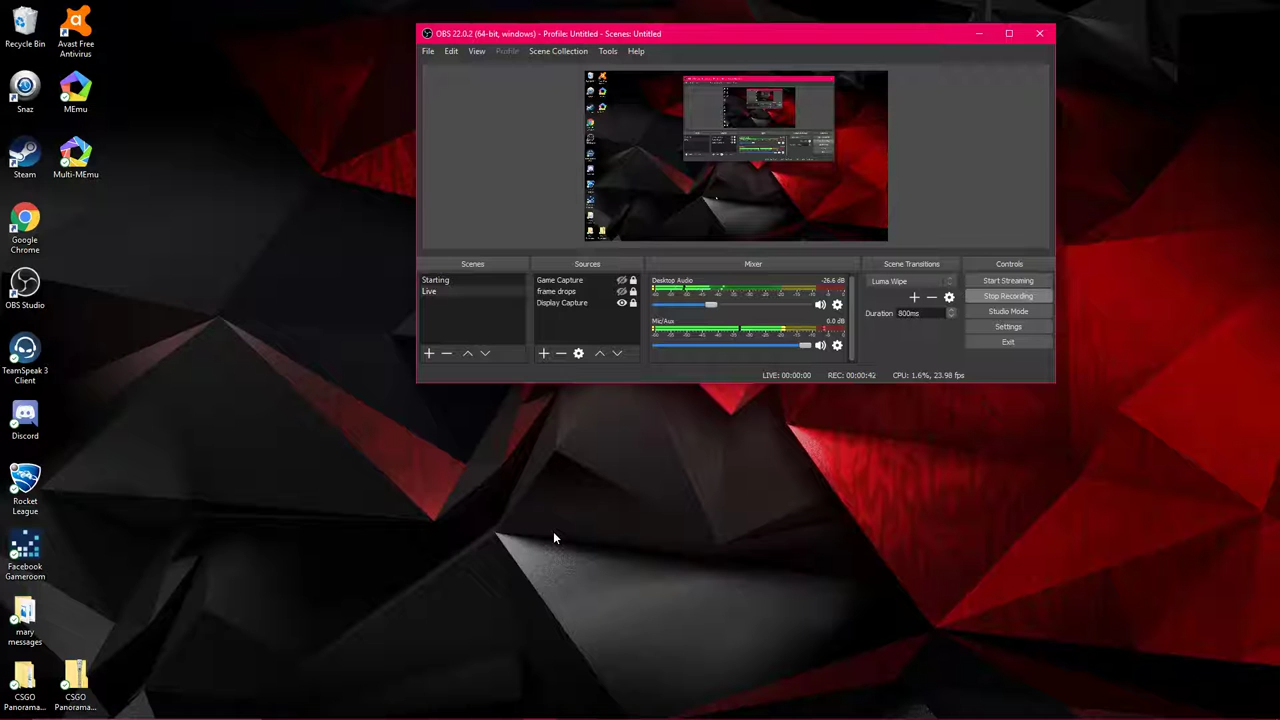 Recycle Bin
Avast Free
Antivirus
Snaz
MEmu
Steam
Multi-MEmu
Google
Chrome
OBS Studio
TeamSpeak 3
Client
Discord
Rocket
League
Facebook
Gameroom
mary
messages
CSGO
Panorama...
CSGO
Panorama...
OBS 22.0.2 (64-bit, windows) - Profile: Untitled - Scenes: Untitled
File Edit View Profile Scene Collection Tools Help
Scenes
Starting
Live
Sources
Game Capture
frame drops
Display Capture
Mixer
Desktop Audio -26.6 dB
Mic/Aux 0.0 dB
Scene Transitions
Luma Wipe
Duration 800ms
Controls
Start Streaming
Stop Recording
Studio Mode
Settings
Exit
LIVE: 00:00:00 REC: 00:00:42 CPU: 1.6%, 23.98 fps